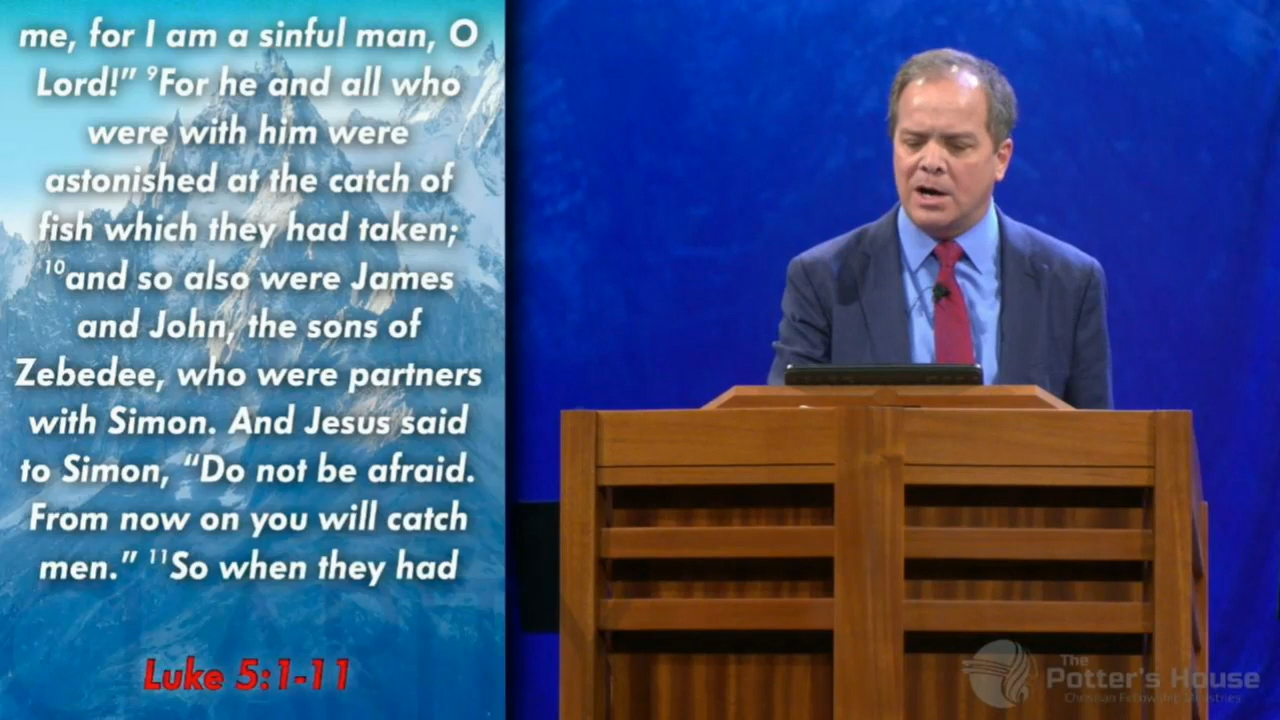 me, for I am a sinful man, O
Lord!” ⁹For he and all who
were with him were
astonished at the catch of
fish which they had taken;
¹⁰and so also were James
and John, the sons of
Zebedee, who were partners
with Simon. And Jesus said
to Simon, “Do not be afraid.
From now on you will catch
men.” ¹¹So when they had
Luke 5:1-11
The
Potter's House
Christian Fellowship Ministries